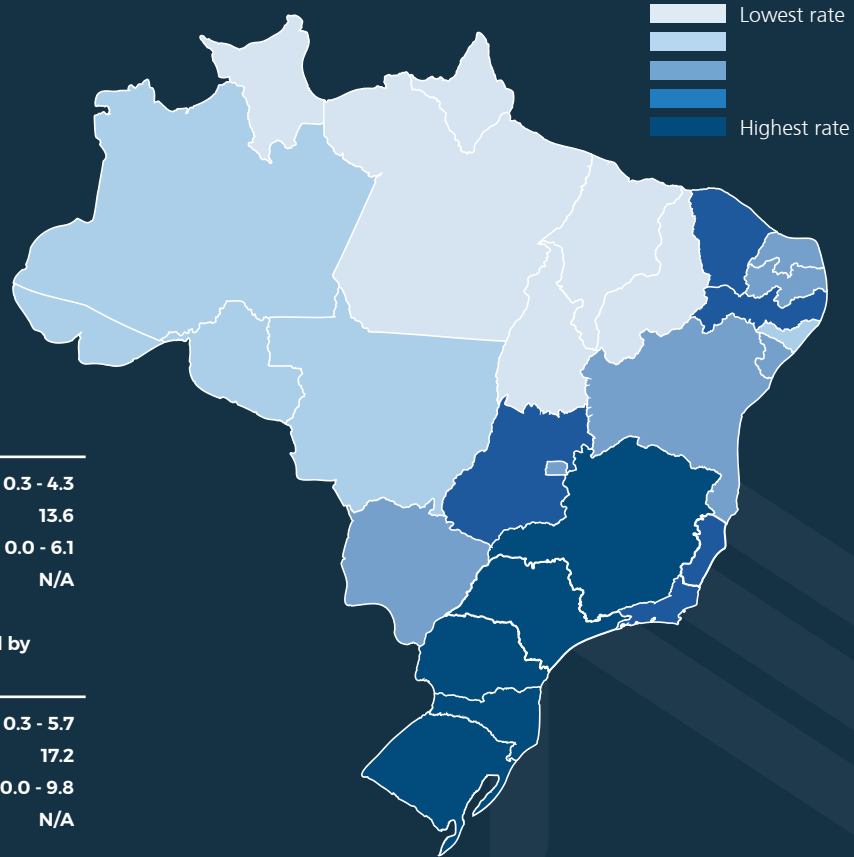 Lowest rate
Highest rate
0.3 - 4.3
13.6
0.0 - 6.1
N/A
by
0.3 - 5.7
17.2
0.0 - 9.8
N/A